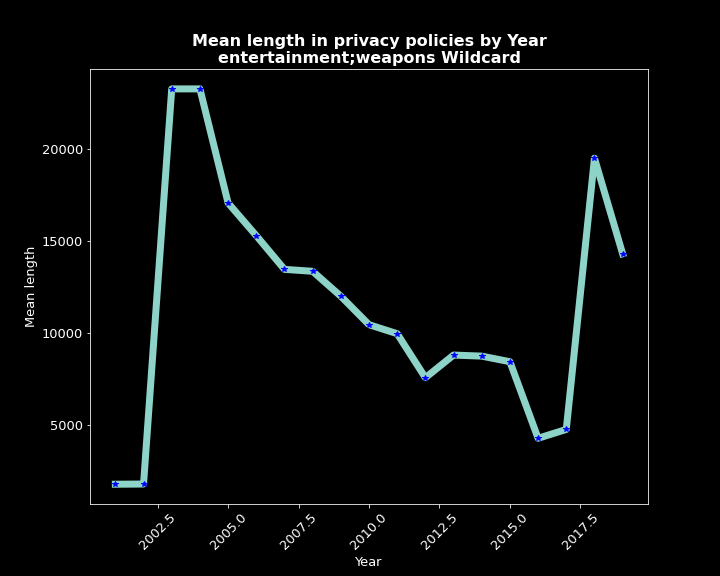 Mean length in privacy policies by Year
entertainment;weapons Wildcard
Mean length
20000
15000
10000
5000
2002.5
2005.0
2007.5
2010.0
2012.5
2015.0
2017.5
Year